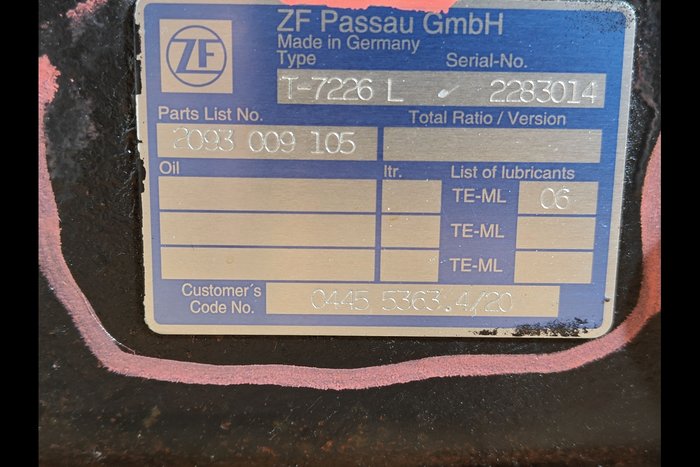 ZF
ZF Passau GmbH
Made in Germany
Type Serial-No.
T-7226 L 2283014
Parts List No. Total Ratio / Version
2093 009 105
Oil ltr. List of lubricants
TE-ML 06
TE-ML
TE-ML
Customer's
Code No. 0445 5363.4/20